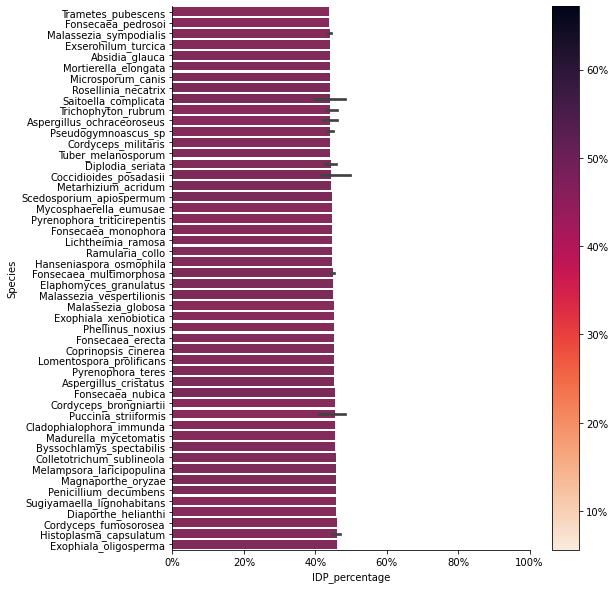 Trametes_pubescens
Fonsecaea_pedrosoi
Malassezia_sympodialis
Exserohilum_turcica
Absidia_glauca
Mortierella_elongata
Microsporum_canis
Rosellinia_necatrix
Saitoella_complicata
Trichophyton_rubrum
Aspergillus_ochraceoroseus
Pseudogymnoascus_sp
Cordyceps_militaris
Tuber_melanosporum
Diplodia_seriata
Coccidioides_posadasii
Metarhizium_acridum
Scedosporium_apiospermum
Mycosphaerella_eumusae
Pyrenophora_triticirepentis
Fonsecaea_monophora
Lichtheimia_ramosa
Ramularia_collo
Hanseniaspora_osmophila
Fonsecaea_multimorphosa
Elaphomyces_granulatus
Malassezia_vespertilionis
Malassezia_globosa
Exophiala_xenobiotica
Phellinus_noxius
Fonsecaea_erecta
Coprinopsis_cinerea
Lomentospora_prolificans
Pyrenophora_teres
Aspergillus_cristatus
Fonsecaea_nubica
Cordyceps_brongniartii
Puccinia_striiformis
Cladophialophora_immunda
Madurella_mycetomatis
Byssochlamys_spectabilis
Colletotrichum_sublineola
Melampsora_laricipopulina
Magnaporthe_oryzae
Penicillium_decumbens
Sugiyamaella_lignohabitans
Diaporthe_helianthi
Cordyceps_fumosorosea
Histoplasma_capsulatum
Exophiala_oligosperma
Species
0% 20% 40% 60% 80% 100%
IDP_percentage
60%
50%
40%
30%
20%
10%